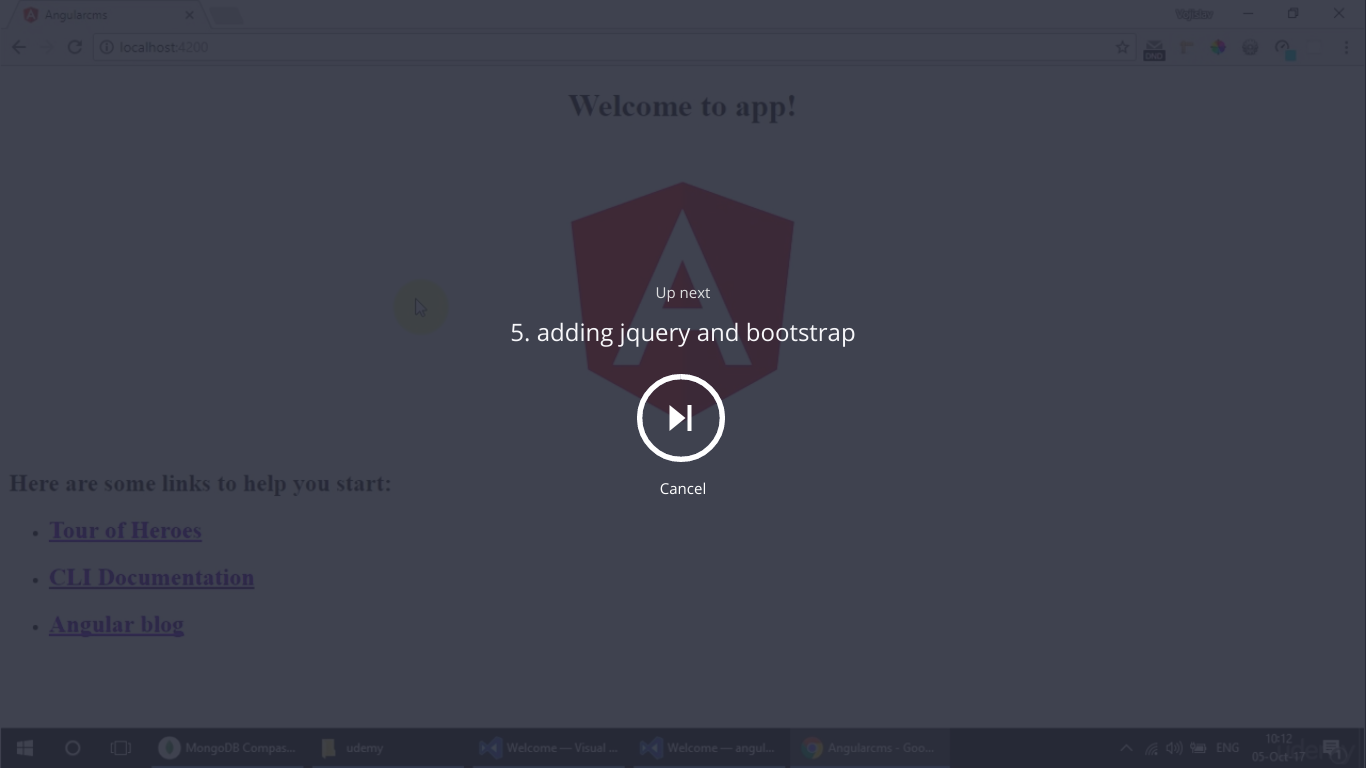 Angularcms
localhost:4200
Welcome to app!
Up next
5. adding jquery and bootstrap
Cancel
Here are some links to help you start:
Tour of Heroes
CLI Documentation
Angular blog
MongoDB Compas...
udemy
Welcome — Visual ...
Welcome — angul...
Angularcms - Goo...
ENG
10:12
05-Oct-17
udemy